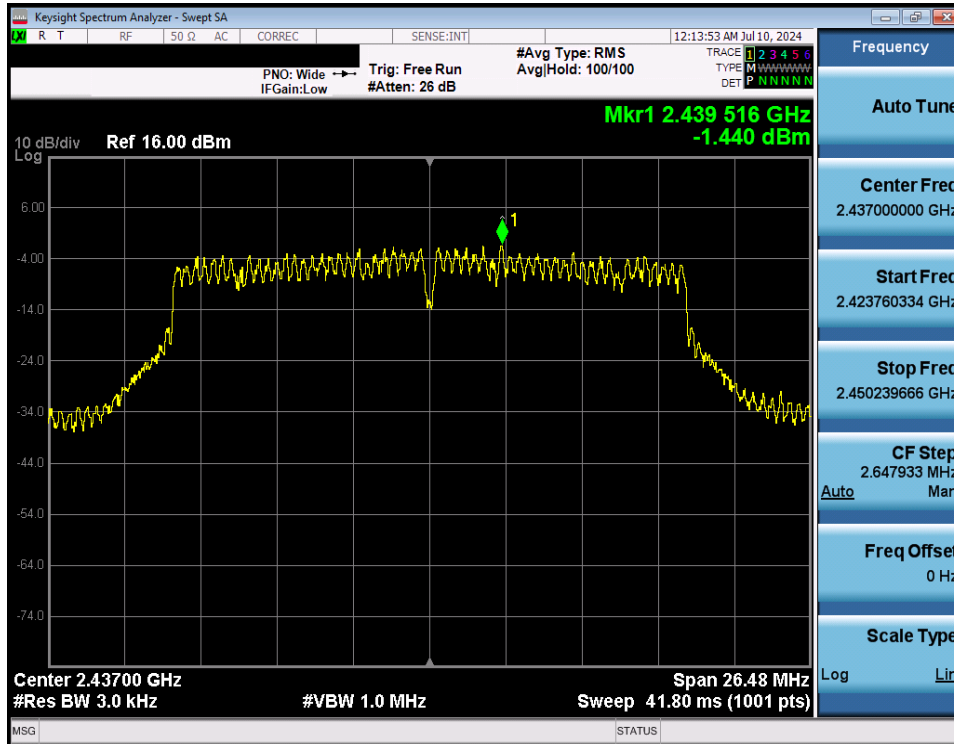 Keysight Spectrum Analyzer - Swept SA
LXI R T RF 50 Ω AC CORREC SENSE:INT 12:13:53 AM Jul 10, 2024
PNO: Wide
IFGain:Low
Trig: Free Run
#Atten: 26 dB
#Avg Type: RMS
Avg|Hold: 100/100
TRACE 1 2 3 4 5 6
TYPE M W W W W W
DET P N N N N N
Mkr1 2.439 516 GHz
-1.440 dBm
10 dB/div Ref 16.00 dBm
Log
1
6.00
-4.00
-14.0
-24.0
-34.0
-44.0
-54.0
-64.0
-74.0
Center 2.43700 GHz Span 26.48 MHz
#Res BW 3.0 kHz #VBW 1.0 MHz Sweep 41.80 ms (1001 pts)
MSG STATUS
Frequency
Auto Tune
Center Freq
2.437000000 GHz
Start Freq
2.423760334 GHz
Stop Freq
2.450239666 GHz
CF Step
2.647933 MHz
Auto Man
Freq Offset
0 Hz
Scale Type
Log Lin